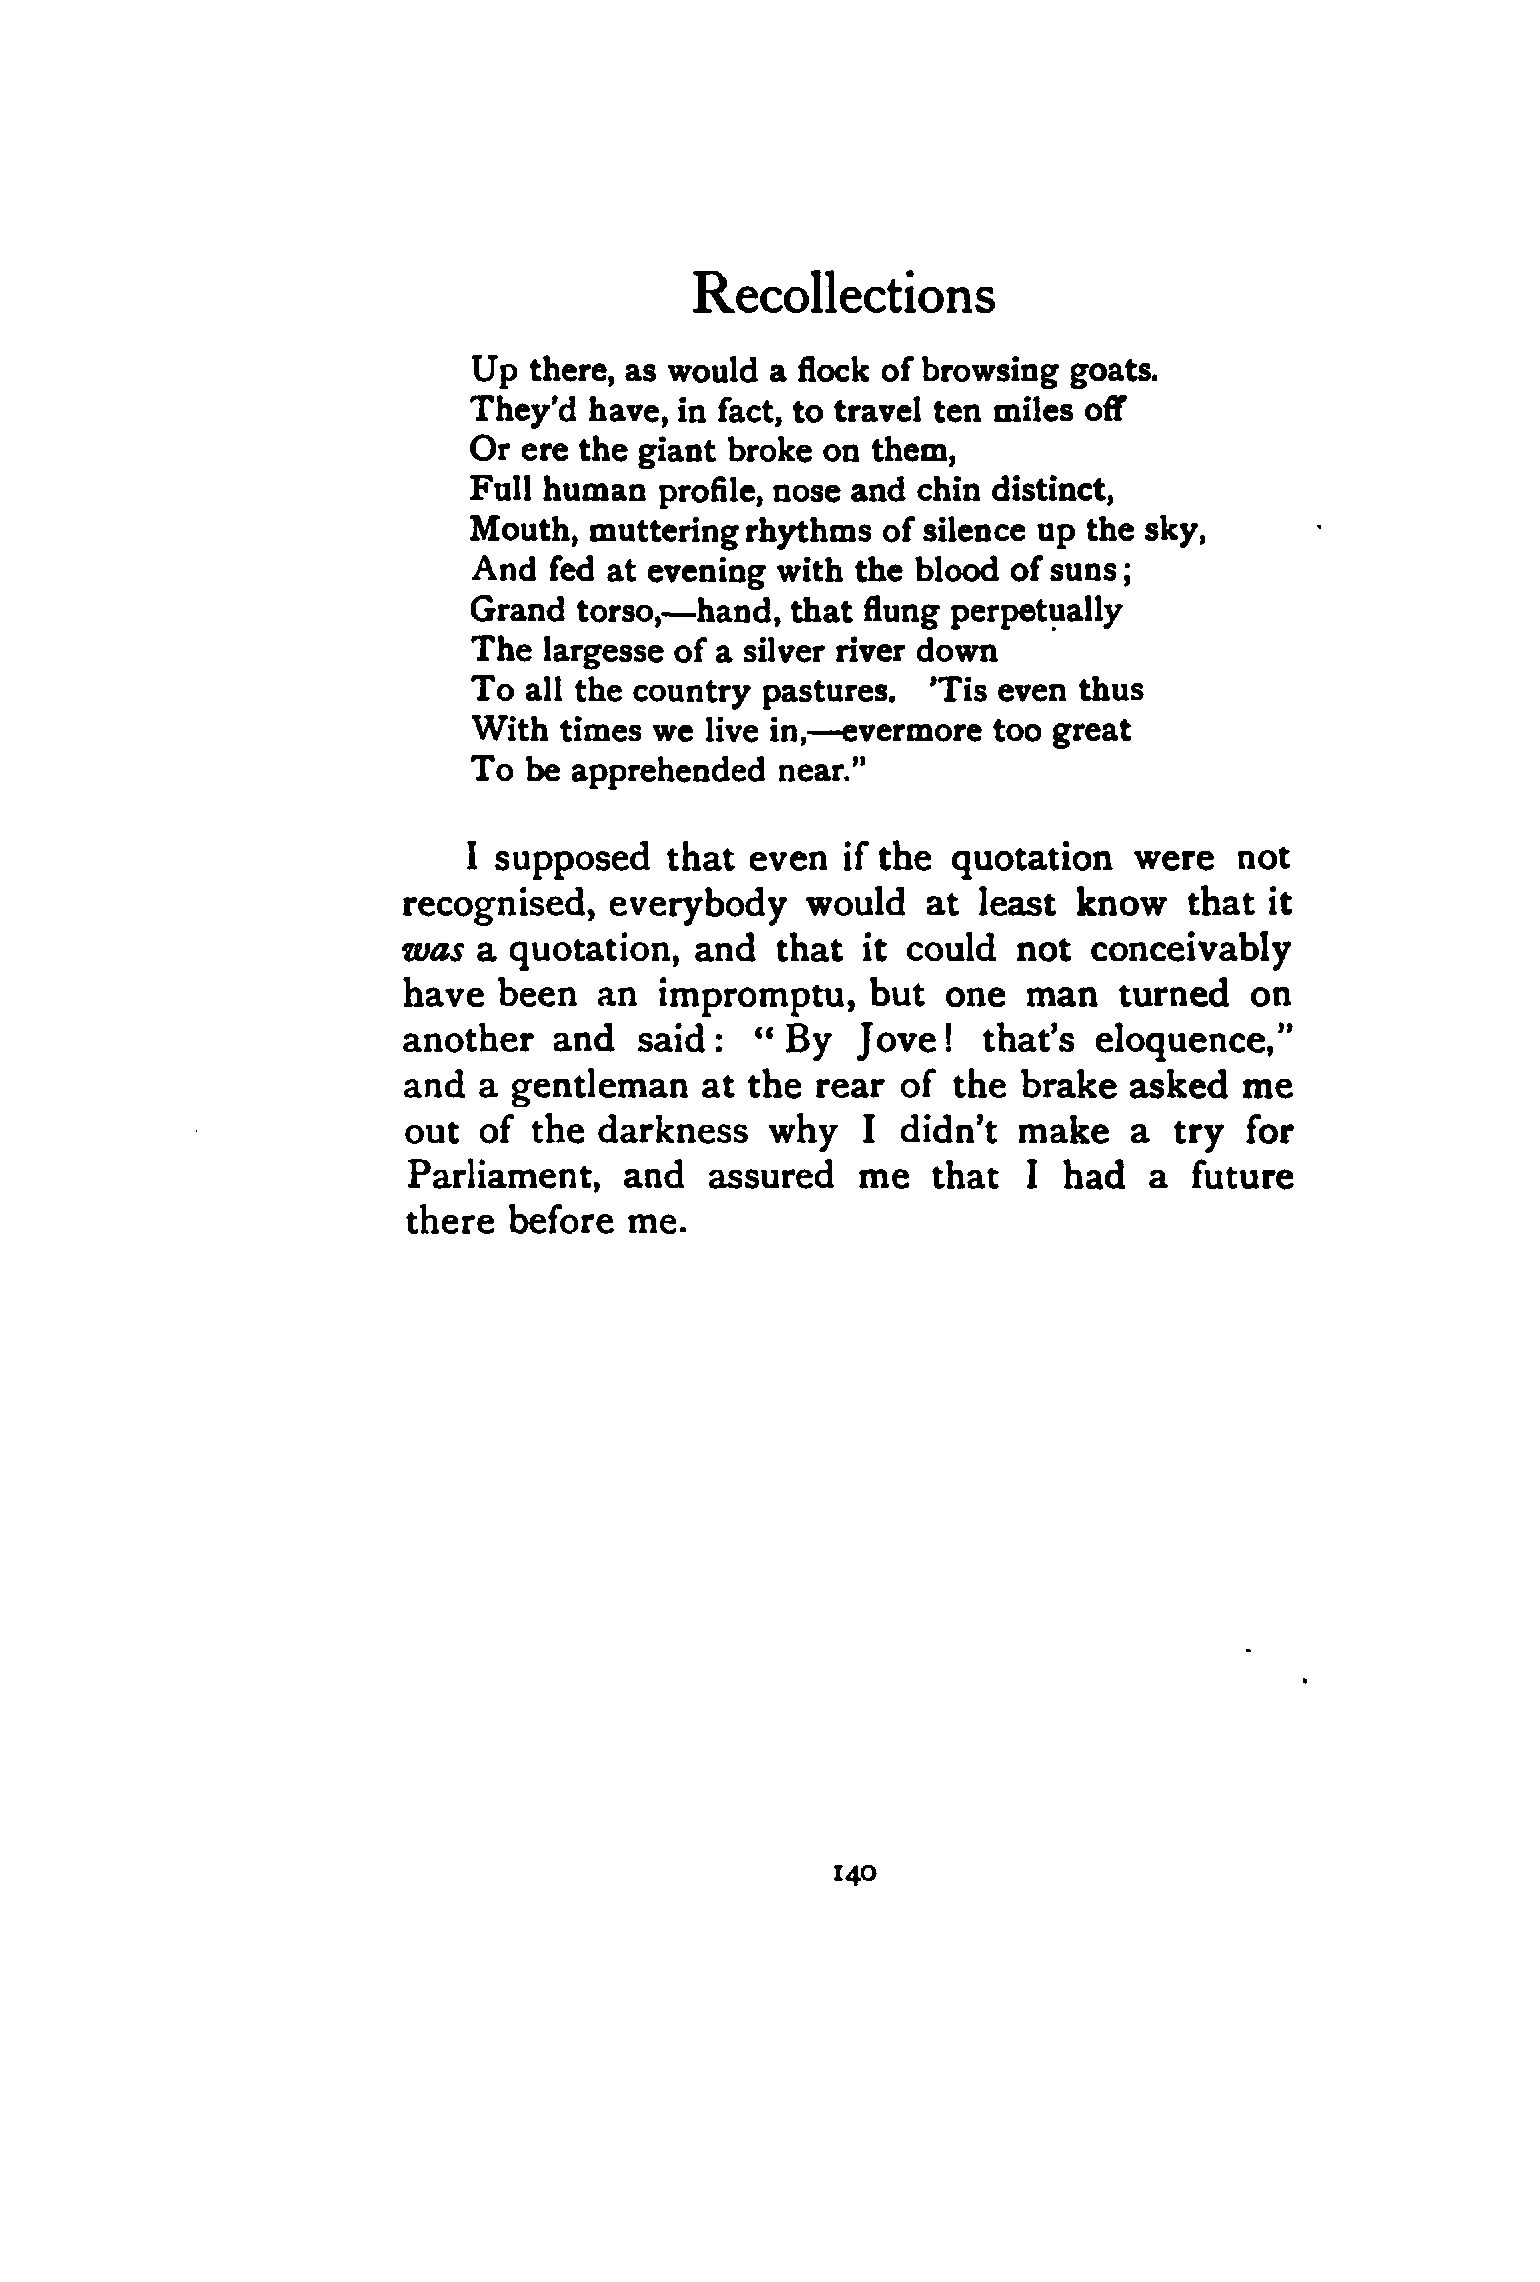 Recollections
Up there, as would a flock of browsing goats.
They'd have, in fact, to travel ten miles off
Or ere the giant broke on them,
Full human profile, nose and chin distinct,
Mouth, muttering rhythms of silence up the sky,
And fed at evening with the blood of suns;
Grand torso,—hand, that flung perpetually
The largesse of a silver river down
To all the country pastures. 'Tis even thus
With times we live in,—evermore too great
To be apprehended near."
I supposed that even if the quotation were not
recognised, everybody would at least know that it
was a quotation, and that it could not conceivably
have been an impromptu, but one man turned on
another and said: "By Jove! that's eloquence,"
and a gentleman at the rear of the brake asked me
out of the darkness why I didn't make a try for
Parliament, and assured me that I had a future
there before me.
140